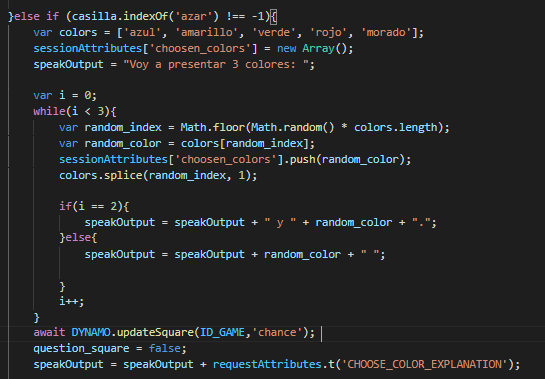 }else if (casilla.indexOf('azar') !== -1){
var colors = ['azul', 'amarillo', 'verde', 'rojo', 'morado'];
sessionAttributes['choosen_colors'] = new Array();
speakOutput = "Voy a presentar 3 colores: ";
var i = 0;
while(i < 3){
var random_index = Math.floor(Math.random() * colors.length);
var random_color = colors[random_index];
sessionAttributes['choosen_colors'].push(random_color);
colors.splice(random_index, 1);
if(i == 2){
speakOutput = speakOutput + " y " + random_color + ".";
}else{
speakOutput = speakOutput + random_color + " ";
}
i++;
}
await DYNAMO.updateSquare(ID_GAME,'chance');
question_square = false;
speakOutput = speakOutput + requestAttributes.t('CHOOSE_COLOR_EXPLANATION');